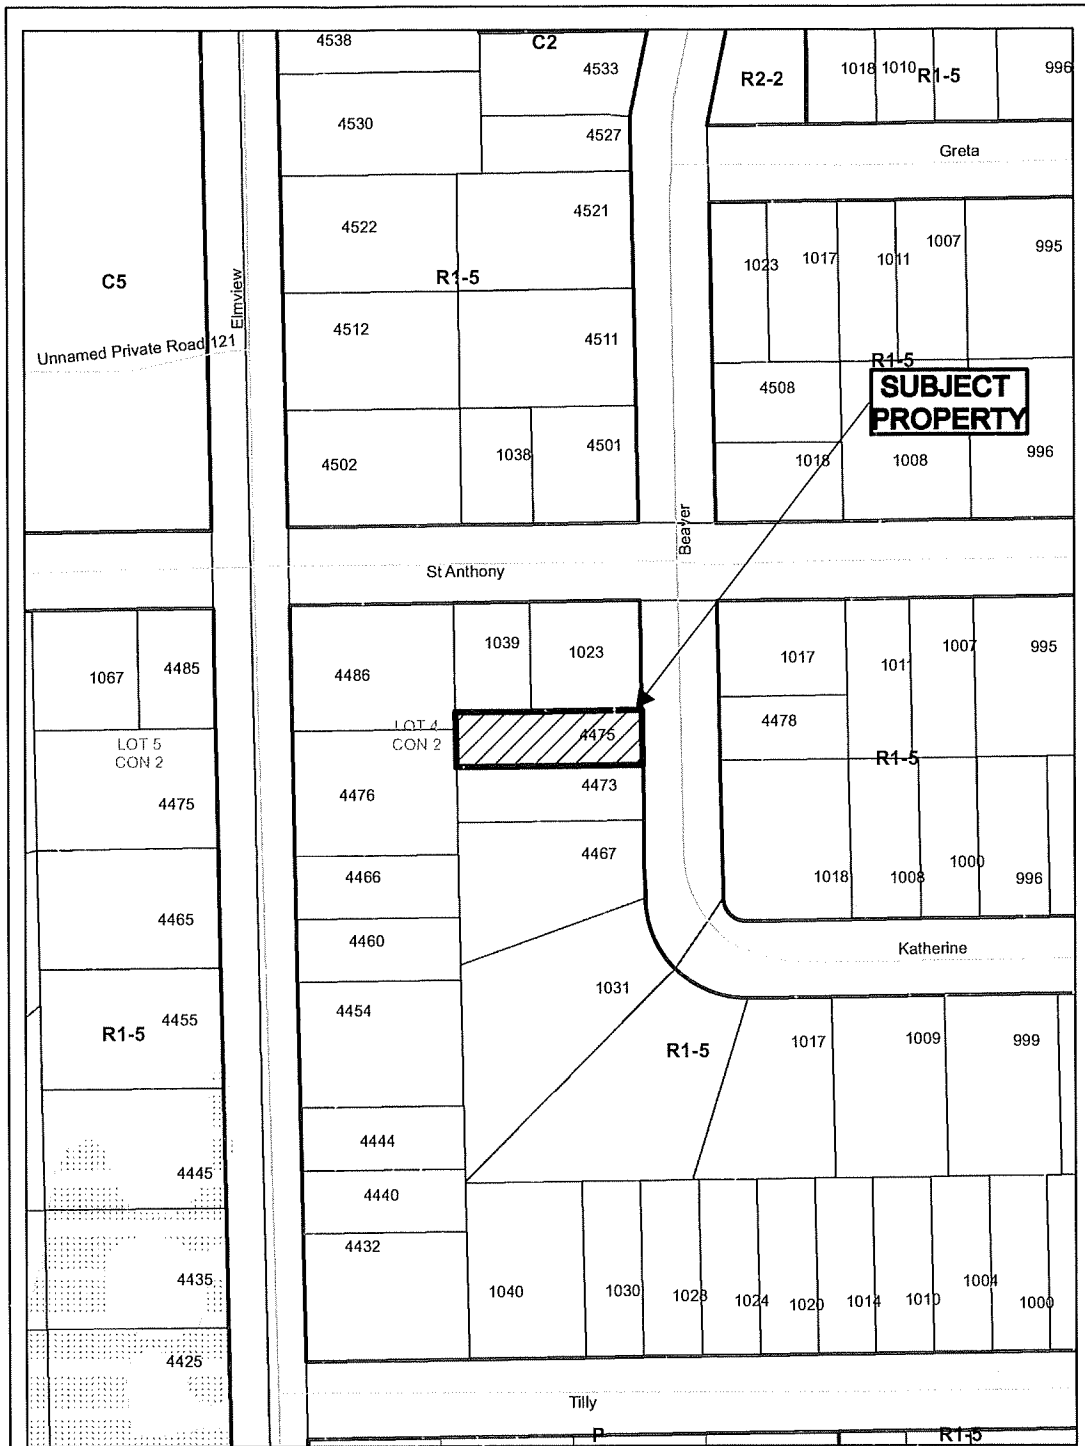 4538
C2
4533
R2-2
1018
1010
R1-5
996
4530
4527
Greta
4522
4521
1023
1017
1011
1007
995
C5
R1-5
Elmview
4512
4511
Unnamed Private Road 121
R1-5
4508
SUBJECT
PROPERTY
4502
1038
4501
1018
1008
996
Beaver
St Anthony
1067
4485
4486
1039
1023
1017
1011
1007
995
LOT 4
CON 2
4475
4478
LOT 5
CON 2
R1-5
4475
4476
4473
4467
4466
1018
1008
1000
996
4465
4460
Katherine
4454
1031
R1-5
4455
R1-5
1017
1009
999
4444
4445
4440
4432
4435
1040
1030
1028
1024
1020
1014
1010
1004
1000
4425
Tilly
P
R1-5